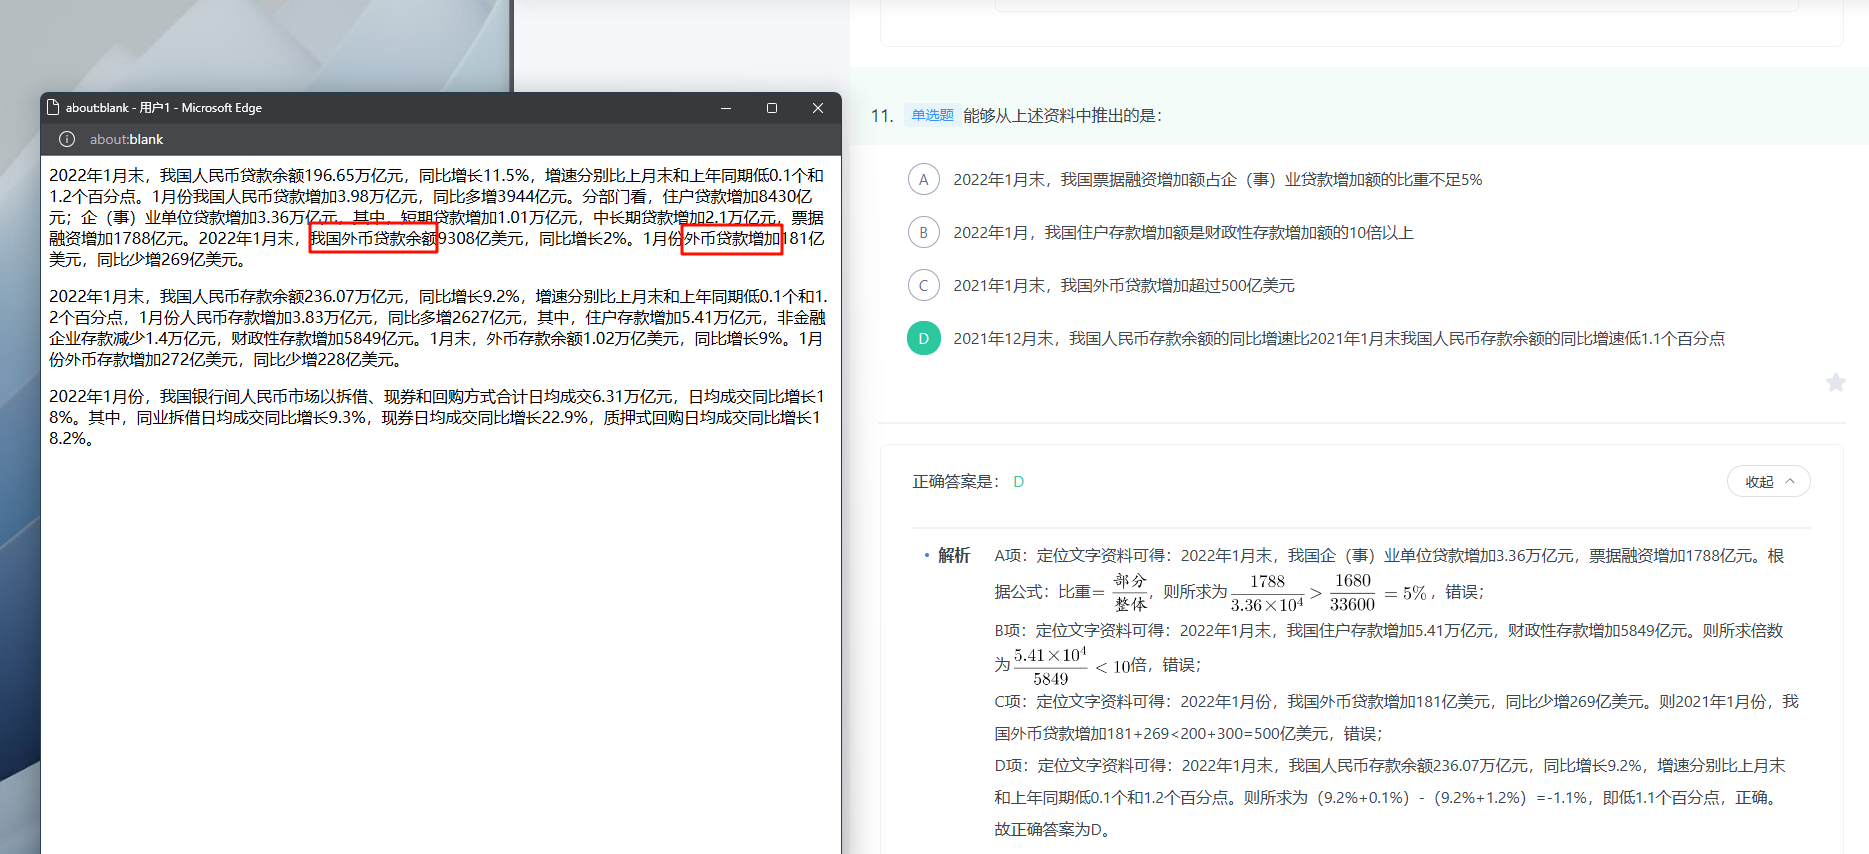 about:blank - 用户1 - Microsoft Edge
about:blank
2022年1月末，我国人民币贷款余额196.65万亿元，同比增长11.5%，增速分别比上月末和上年同期低0.1个和
1.2个百分点。1月份我国人民币贷款增加3.98万亿元，同比多增3944亿元。分部门看，住户贷款增加8430亿
元；企（事）业单位贷款增加3.36万亿元，其中，短期贷款增加1.01万亿元，中长期贷款增加2.1万亿元，票据
融资增加1788亿元。2022年1月末，我国外币贷款余额9308亿美元，同比增长2%。1月份外币贷款增加181亿
美元，同比少增269亿美元。
2022年1月末，我国人民币存款余额236.07万亿元，同比增长9.2%，增速分别比上月末和上年同期低0.1个和1.
2个百分点，1月份人民币存款增加3.83万亿元，同比多增2627亿元，其中，住户存款增加5.41万亿元，非金融
企业存款减少1.4万亿元，财政性存款增加5849亿元。1月末，外币存款余额1.02万亿美元，同比增长9%。1月
份外币存款增加272亿美元，同比少增228亿美元。
2022年1月份，我国银行间人民币市场以拆借、现券和回购方式合计日均成交6.31万亿元，日均成交同比增长1
8%。其中，同业拆借日均成交同比增长9.3%，现券日均成交同比增长22.9%，质押式回购日均成交同比增长1
8.2%。
11. 单选题 能够从上述资料中推出的是：
A 2022年1月末，我国票据融资增加额占企（事）业贷款增加额的比重不足5%
B 2022年1月，我国住户存款增加额是财政性存款增加额的10倍以上
C 2021年1月末，我国外币贷款增加超过500亿美元
D 2021年12月末，我国人民币存款余额的同比增速比2021年1月末我国人民币存款余额的同比增速低1.1个百分点
正确答案是： D
收起
解析 A项：定位文字资料可得：2022年1月末，我国企（事）业单位贷款增加3.36万亿元，票据融资增加1788亿元。根
据公式：比重＝部分/整体，则所求为1788/3.36×10⁴ > 1680/33600 = 5%，错误；
B项：定位文字资料可得：2022年1月末，我国住户存款增加5.41万亿元，财政性存款增加5849亿元。则所求倍数
为5.41×10⁴/5849 < 10倍，错误；
C项：定位文字资料可得：2022年1月份，我国外币贷款增加181亿美元，同比少增269亿美元。则2021年1月份，我
国外币贷款增加181+269<200+300=500亿美元，错误；
D项：定位文字资料可得：2022年1月末，我国人民币存款余额236.07万亿元，同比增长9.2%，增速分别比上月末
和上年同期低0.1个和1.2个百分点。则所求为（9.2%+0.1%）-（9.2%+1.2%）=-1.1%，即低1.1个百分点，正确。
故正确答案为D。